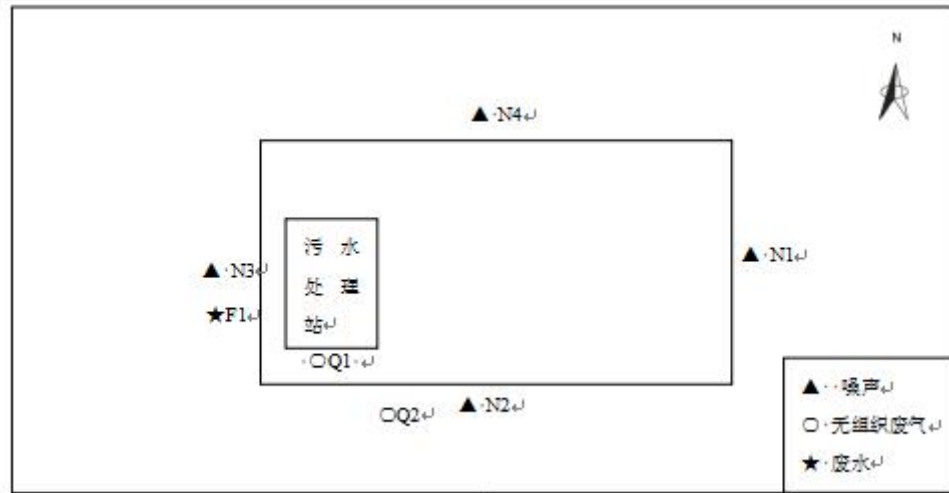 N
▲·N4↵
污 水
处 理
站↵
▲·N3↵
▲·N1↵
★F1↵
·○Q1·↵
○Q2↵
▲·N2↵
▲··噪声↵
○·无组织废气↵
★·废水↵